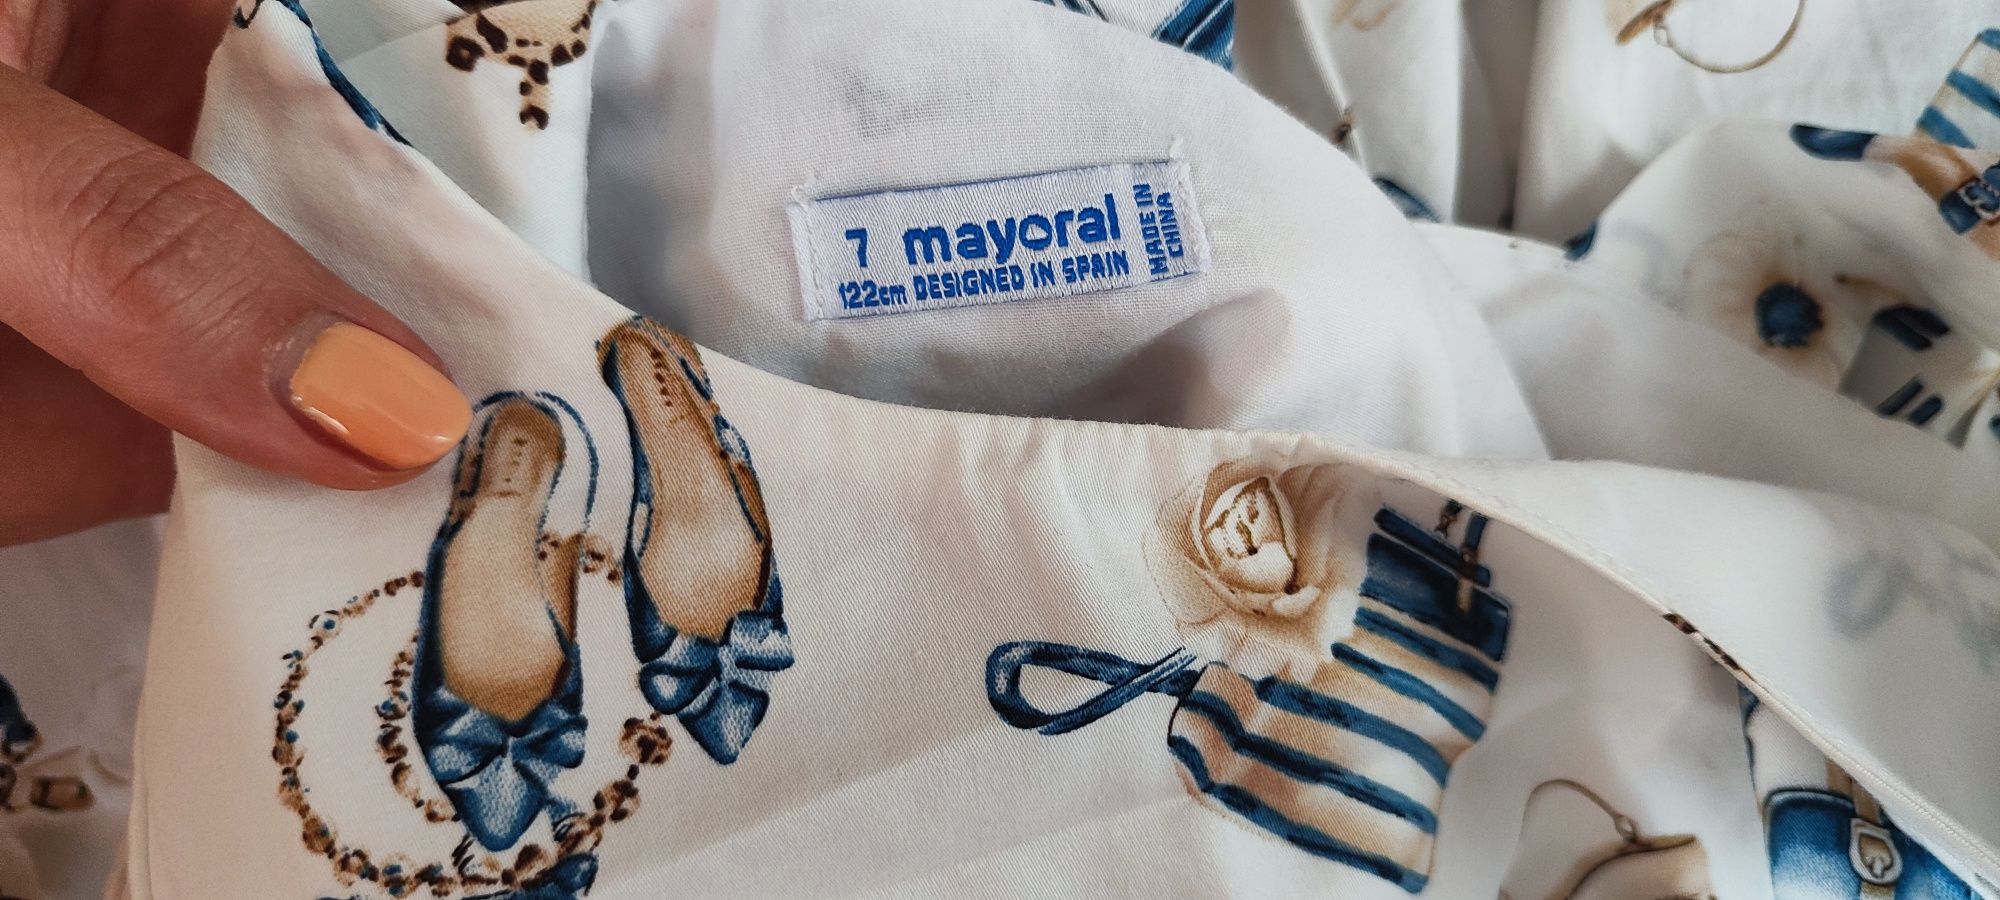 7 mayoral
122cm DESIGNED IN SPAIN
MADE IN
CHINA